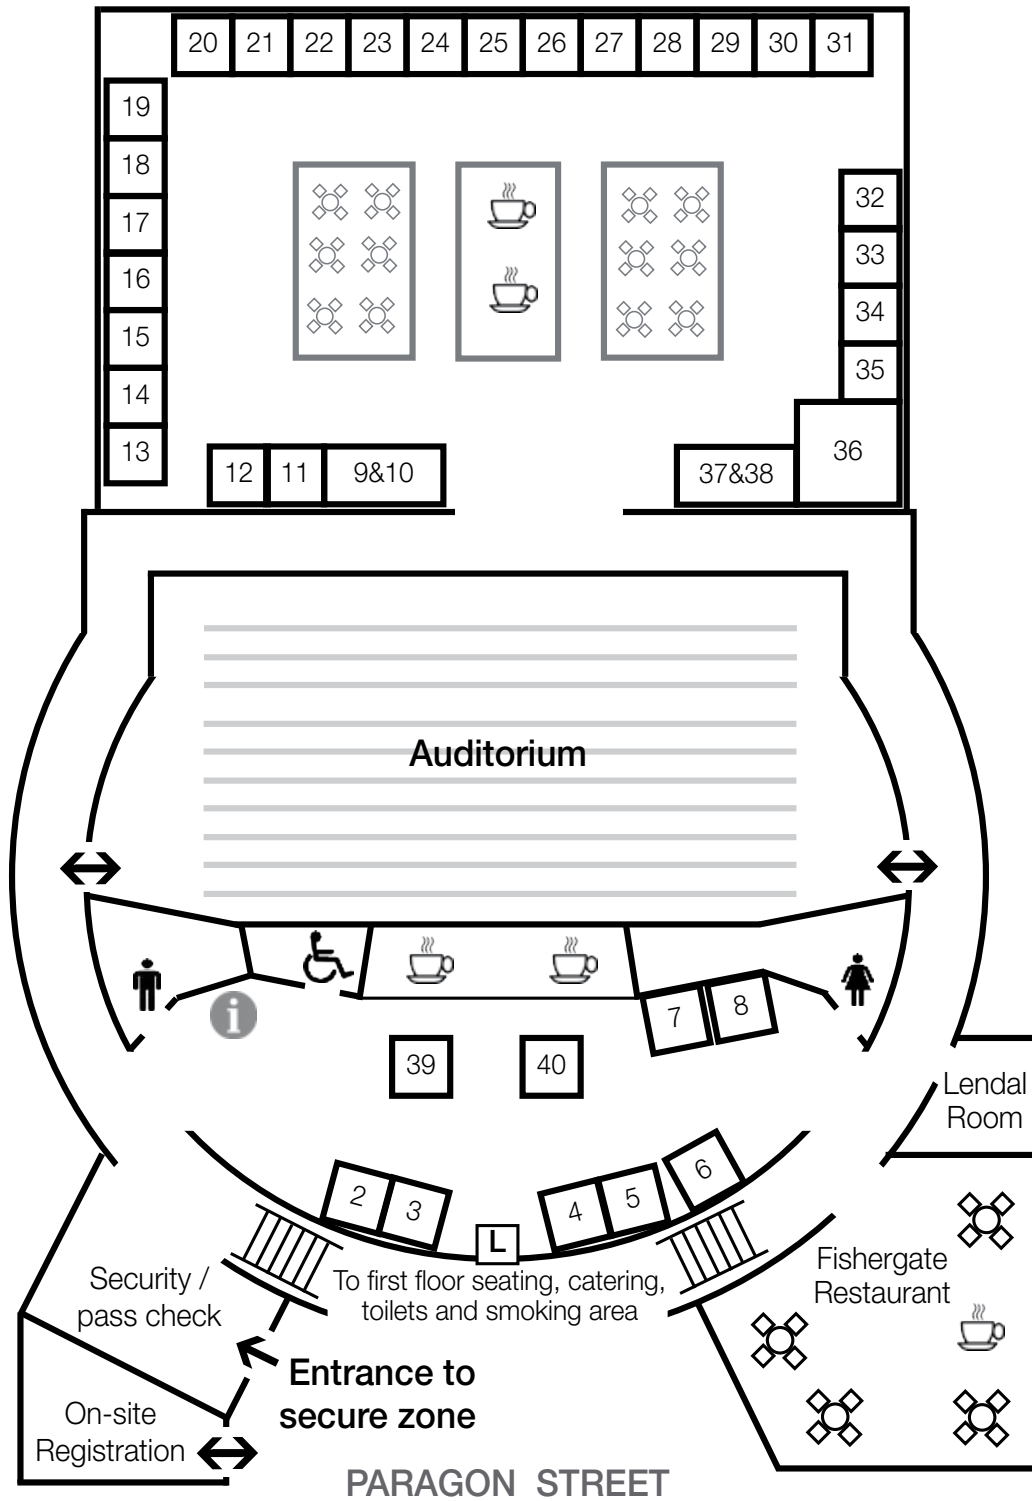 20 21 22 23 24 25 26 27 28 29 30 31
19
18
17
16
15
14
13
32
33
34
35
36
12 11 9&10
37&38
Auditorium
i
7 8
39 40
Lendal
Room
2 3
4 5 6
L
To first floor seating, catering,
toilets and smoking area
Security /
pass check
Fishergate
Restaurant
Entrance to
secure zone
On-site
Registration
PARAGON STREET